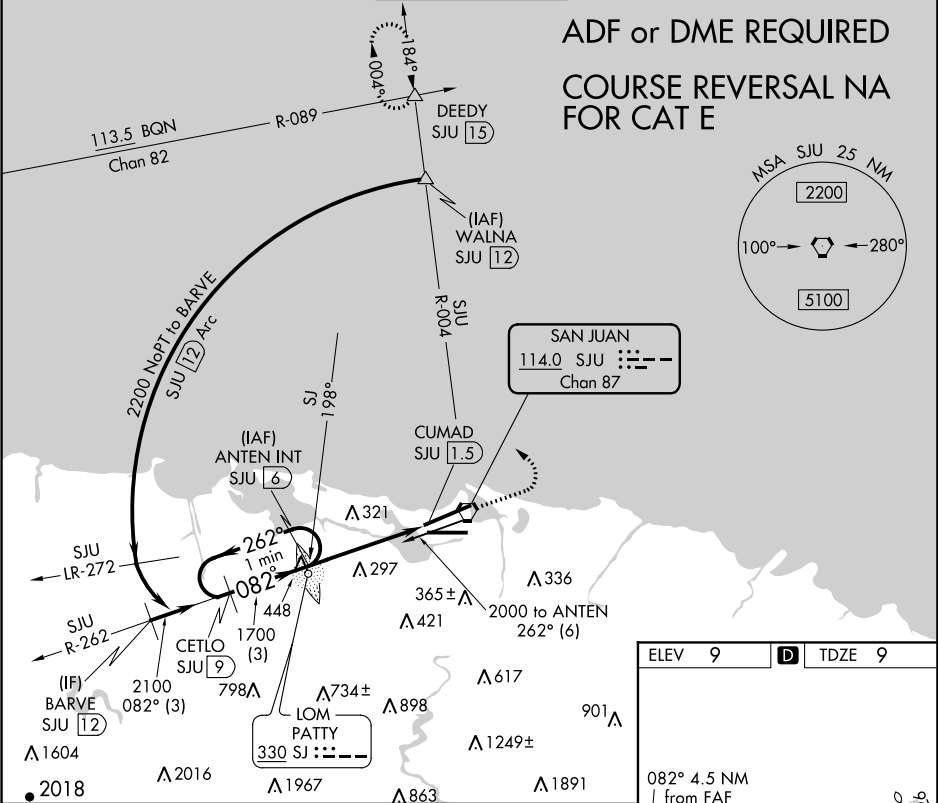 ADF or DME REQUIRED
COURSE REVERSAL NA
FOR CAT E
184°
004°
DEEDY
SJU 15
113.5 BQN
Chan 82
R-089
MSA SJU 25 NM
2200
100°
280°
5100
(IAF)
WALNA
SJU 12
2200 NoPT to BARVE
SJU 12 Arc
SJU
R-004
SAN JUAN
114.0 SJU
Chan 87
SJ
198°
(IAF)
ANTEN INT
SJU 6
CUMAD
SJU 1.5
321
262°
1 min
082°
297
336
365±
448
421
2000 to ANTEN
262° (6)
SJU
LR-272
SJU
R-262
CETLO
SJU 9
1700
(3)
2100
082° (3)
(IF)
BARVE
SJU 12
798
734±
617
898
901
LOM
PATTY
330 SJ
1249±
1604
2016
1967
1891
2018
863
ELEV 9
D
TDZE 9
082° 4.5 NM
from FAF